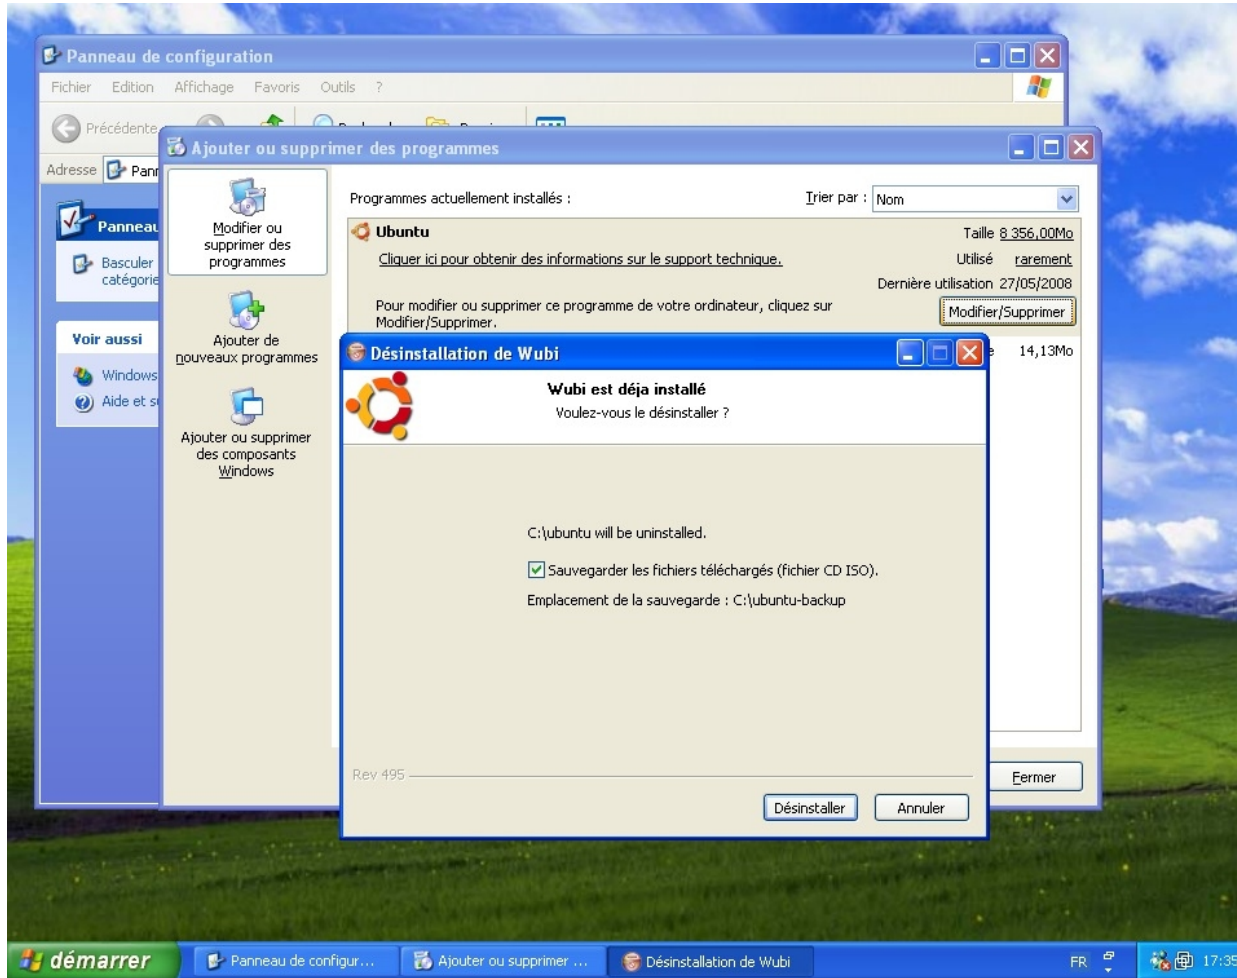 Panneau de configuration
Fichier Edition Affichage Favoris Outils ?
Précédente
Adresse
Ajouter ou supprimer des programmes
Modifier ou
supprimer des
programmes
Programmes actuellement installés :
Trier par : Nom
Ubuntu
Taille 8 356,00Mo
Cliquer ici pour obtenir des informations sur le support technique.
Utilisé rarement
Dernière utilisation 27/05/2008
Pour modifier ou supprimer ce programme de votre ordinateur, cliquez sur
Modifier/Supprimer.
Modifier/Supprimer
14,13Mo
Basculer
Voir aussi
Windows
Aide et
Ajouter de
nouveaux programmes
Ajouter ou supprimer
des composants
Windows
Désinstallation de Wubi
Wubi est déja installé
Voulez-vous le désinstaller ?
C:\ubuntu will be uninstalled.
Sauvegarder les fichiers téléchargés (fichier CD ISO).
Emplacement de la sauvegarde : C:\ubuntu-backup
Rev 495
Désinstaller Annuler
Fermer
démarrer
Panneau de configur...
Ajouter ou supprimer ...
Désinstallation de Wubi
FR
17:35